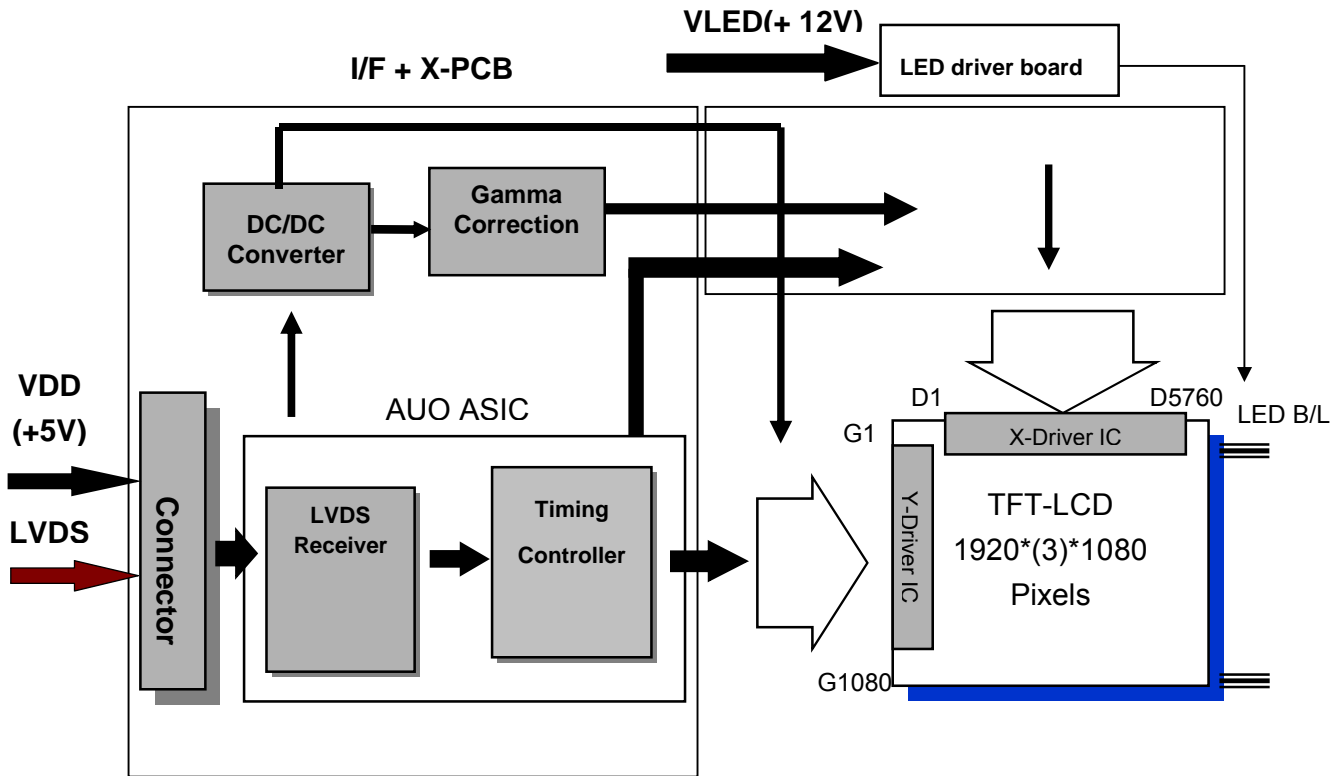 VLED(+ 12V)
I/F + X-PCB
LED driver board
DC/DC
Converter
Gamma
Correction
VDD
(+5V)
LVDS
Connector
AUO ASIC
LVDS
Receiver
Timing
Controller
D1
D5760
LED B/L
G1
X-Driver IC
Y-Driver IC
TFT-LCD
1920*(3)*1080
Pixels
G1080